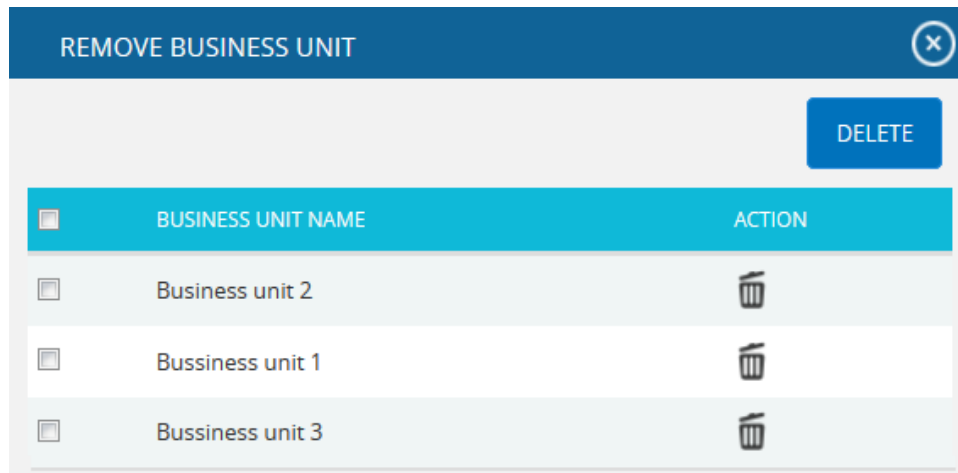 REMOVE BUSINESS UNIT
DELETE
BUSINESS UNIT NAME ACTION
Business unit 2
Bussiness unit 1
Bussiness unit 3